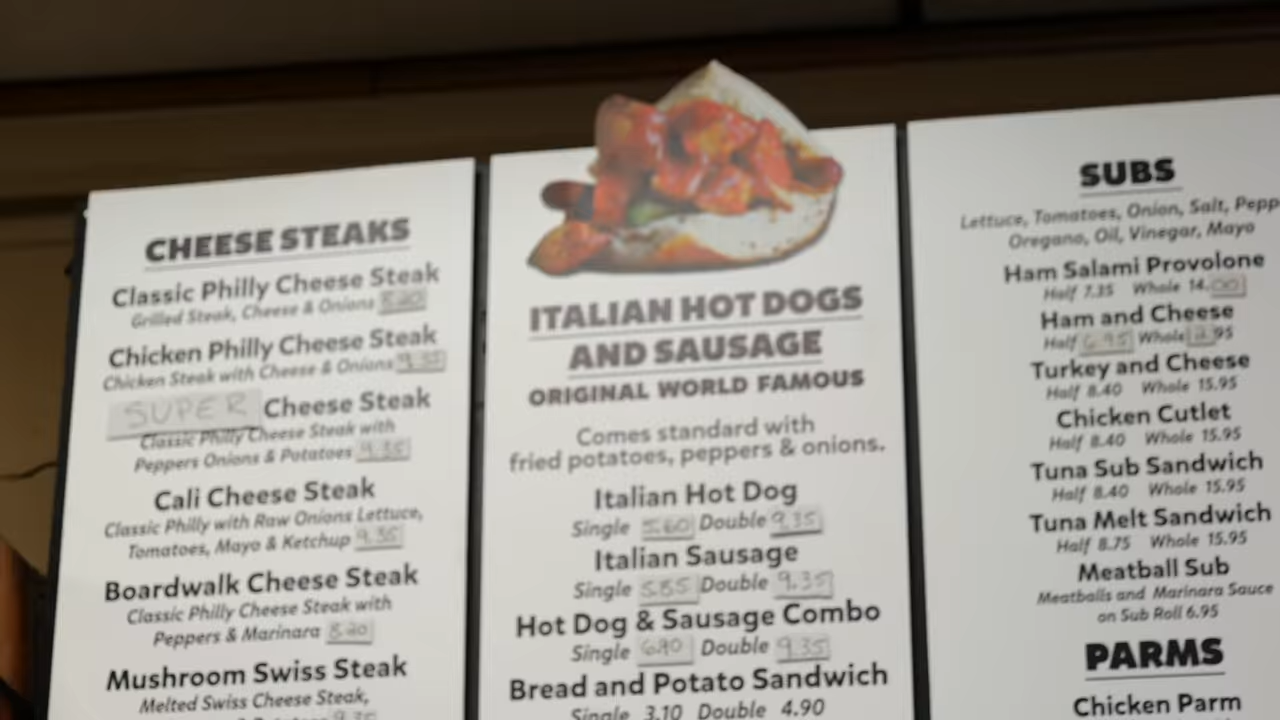 CHEESE STEAKS
Classic Philly Cheese Steak
Grilled Steak, Cheese & Onions
Chicken Philly Cheese Steak
Chicken Steak with Cheese & Onions 9.35
SUPER Cheese Steak
Classic Philly Cheese Steak with
Peppers Onions & Potatoes 9.35
Cali Cheese Steak
Classic Philly with Raw Onions Lettuce,
Tomatoes, Mayo & Ketchup 9.35
Boardwalk Cheese Steak
Classic Philly Cheese Steak with
Peppers & Marinara 8.20
Mushroom Swiss Steak
Melted Swiss Cheese Steak,
ITALIAN HOT DOGS
AND SAUSAGE
ORIGINAL WORLD FAMOUS
Comes standard with
fried potatoes, peppers & onions.
Italian Hot Dog
Single 5.60 Double 9.35
Italian Sausage
Single 5.85 Double 9.35
Hot Dog & Sausage Combo
Single Double 9.35
Bread and Potato Sandwich
Single 3.10 Double 4.90
SUBS
Lettuce, Tomatoes, Onion, Salt, Pepp
Oregano, Oil, Vinegar, Mayo
Ham Salami Provolone
Half 7.35 Whole 14.00
Ham and Cheese
Half 6.95 Whole
Turkey and Cheese
Half 8.40 Whole 15.95
Chicken Cutlet
Half 8.40 Whole 15.95
Tuna Sub Sandwich
Half 8.40 Whole 15.95
Tuna Melt Sandwich
Half 8.75 Whole 15.95
Meatball Sub
Meatballs and Marinara Sauce
on Sub Roll 6.95
PARMS
Chicken Parm